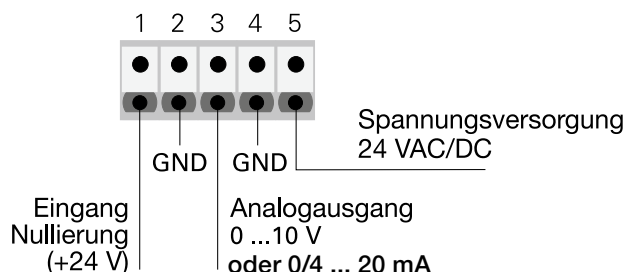 1 2 3 4 5
Spannungsversorgung
24 VAC/DC
GND GND
Eingang
Nullierung
(+24 V)
Analogausgang
0 ...10 V
oder 0/4 ... 20 mA